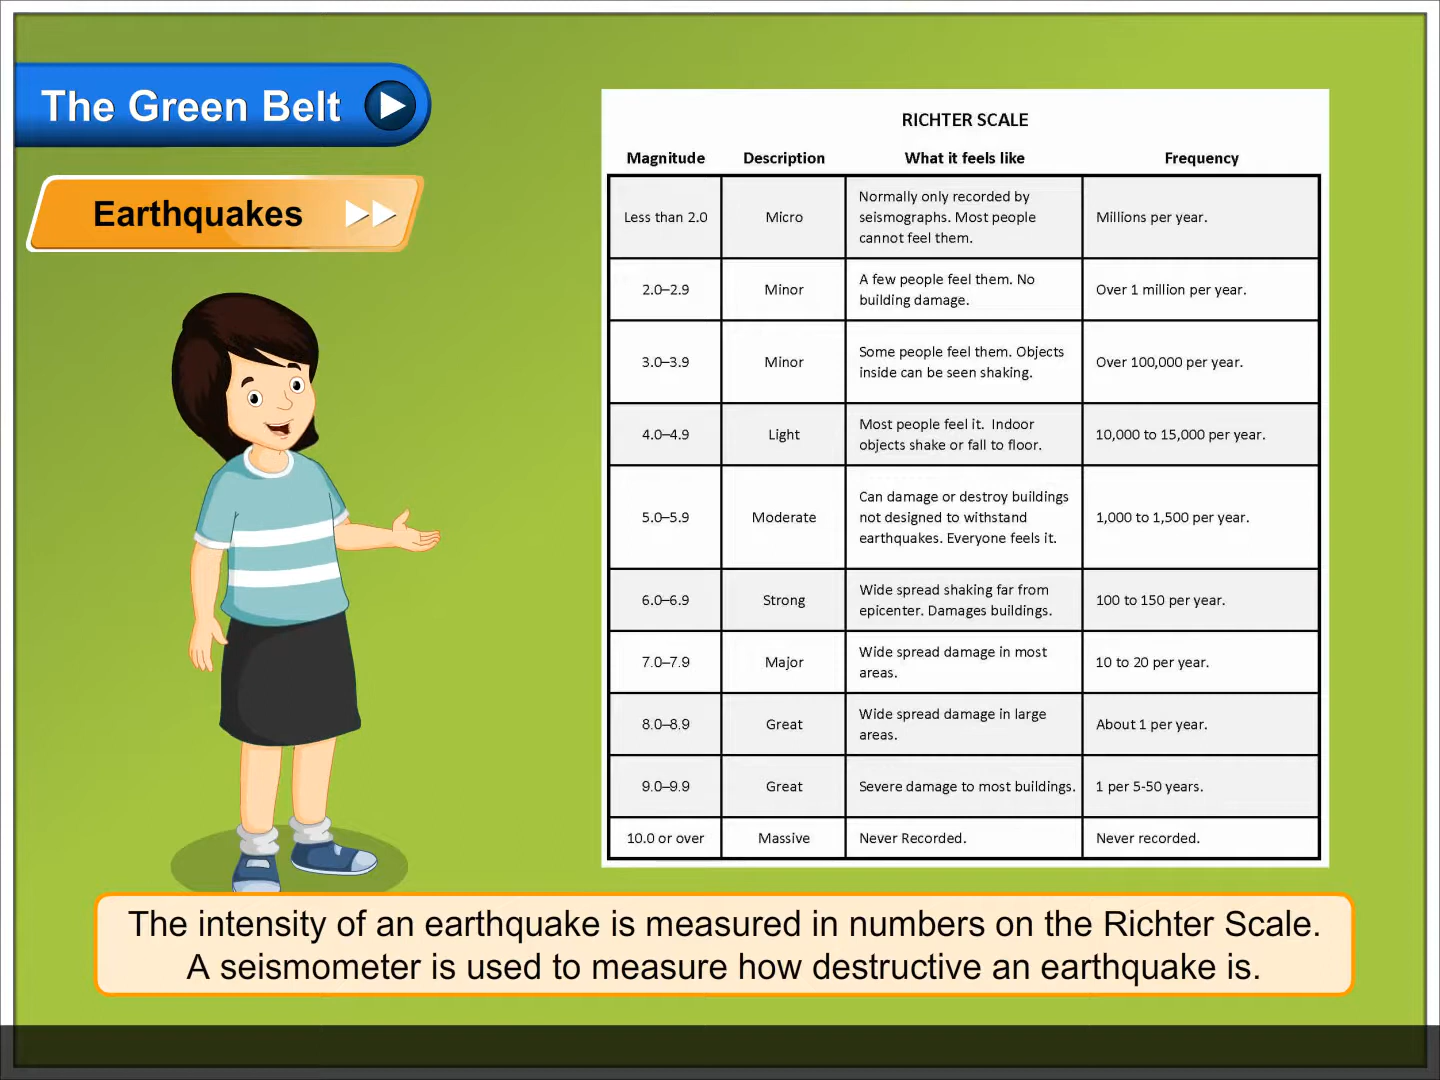 The Green Belt
Earthquakes
RICHTER SCALE
Magnitude Description What it feels like Frequency
Less than 2.0 Micro Normally only recorded by seismographs. Most people cannot feel them. Millions per year.
2.0–2.9 Minor A few people feel them. No building damage. Over 1 million per year.
3.0–3.9 Minor Some people feel them. Objects inside can be seen shaking. Over 100,000 per year.
4.0–4.9 Light Most people feel it. Indoor objects shake or fall to floor. 10,000 to 15,000 per year.
5.0–5.9 Moderate Can damage or destroy buildings not designed to withstand earthquakes. Everyone feels it. 1,000 to 1,500 per year.
6.0–6.9 Strong Wide spread shaking far from epicenter. Damages buildings. 100 to 150 per year.
7.0–7.9 Major Wide spread damage in most areas. 10 to 20 per year.
8.0–8.9 Great Wide spread damage in large areas. About 1 per year.
9.0–9.9 Great Severe damage to most buildings. 1 per 5-50 years.
10.0 or over Massive Never Recorded. Never recorded.
The intensity of an earthquake is measured in numbers on the Richter Scale.
A seismometer is used to measure how destructive an earthquake is.